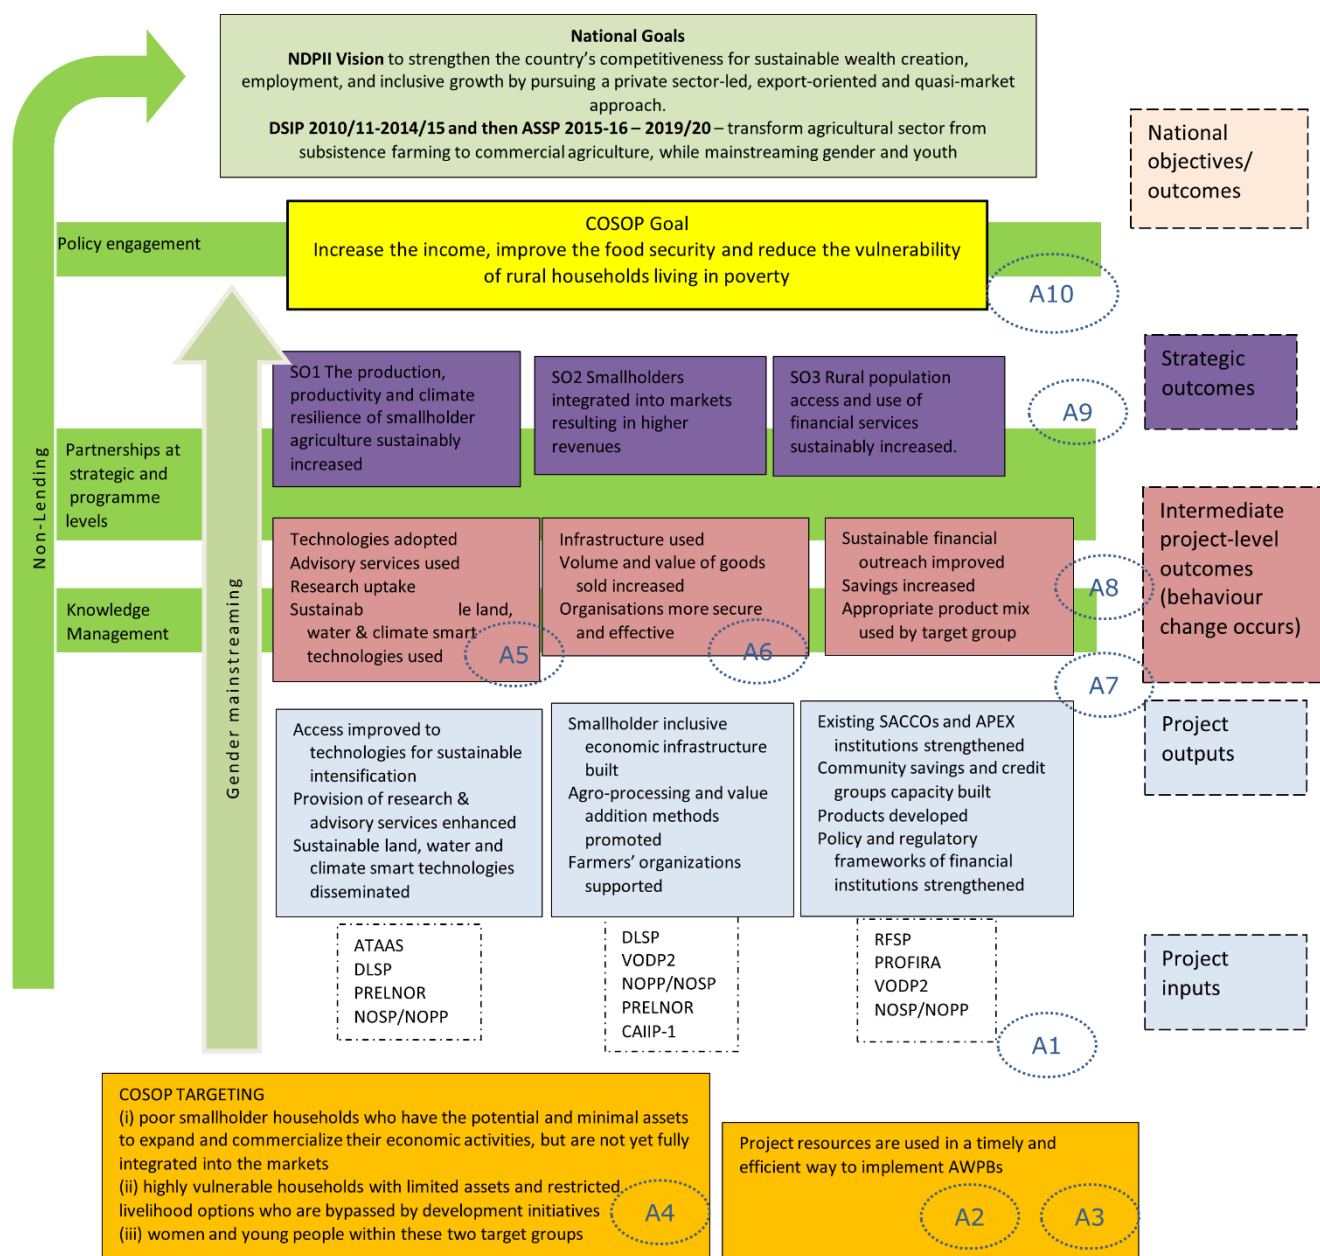 National Goals
NDPII Vision to strengthen the country's competitiveness for sustainable wealth creation,
employment, and inclusive growth by pursuing a private sector-led, export-oriented and quasi-market
approach.
DSIP 2010/11-2014/15 and then ASSP 2015-16 – 2019/20 – transform agricultural sector from
subsistence farming to commercial agriculture, while mainstreaming gender and youth
National
objectives/
outcomes
Policy engagement
COSOP Goal
Increase the income, improve the food security and reduce the vulnerability
of rural households living in poverty
A10
Non-Lending
Gender mainstreaming
SO1 The production,
productivity and climate
resilience of smallholder
agriculture sustainably
increased
SO2 Smallholders
integrated into markets
resulting in higher
revenues
SO3 Rural population
access and use of
financial services
sustainably increased.
A9
Strategic
outcomes
Partnerships at
strategic and
programme
levels
Knowledge
Management
Technologies adopted
Advisory services used
Research uptake
Sustainab le land,
water & climate smart
technologies used
A5
Infrastructure used
Volume and value of goods
sold increased
Organisations more secure
and effective
A6
Sustainable financial
outreach improved
Savings increased
Appropriate product mix
used by target group
A8
A7
Intermediate
project-level
outcomes
(behaviour
change occurs)
Access improved to
technologies for sustainable
intensification
Provision of research &
advisory services enhanced
Sustainable land, water and
climate smart technologies
disseminated
Smallholder inclusive
economic infrastructure
built
Agro-processing and value
addition methods
promoted
Farmers' organizations
supported
Existing SACCOs and APEX
institutions strengthened
Community savings and credit
groups capacity built
Products developed
Policy and regulatory
frameworks of financial
institutions strengthened
Project
outputs
ATAAS
DLSP
PRELNOR
NOSP/NOPP
DLSP
VODP2
NOPP/NOSP
PRELNOR
CAIIP-1
RFSP
PROFIRA
VODP2
NOSP/NOPP
A1
Project
inputs
COSOP TARGETING
(i) poor smallholder households who have the potential and minimal assets
to expand and commercialize their economic activities, but are not yet fully
integrated into the markets
(ii) highly vulnerable households with limited assets and restricted
livelihood options who are bypassed by development initiatives
(iii) women and young people within these two target groups
A4
Project resources are used in a timely and
efficient way to implement AWPBs
A2
A3